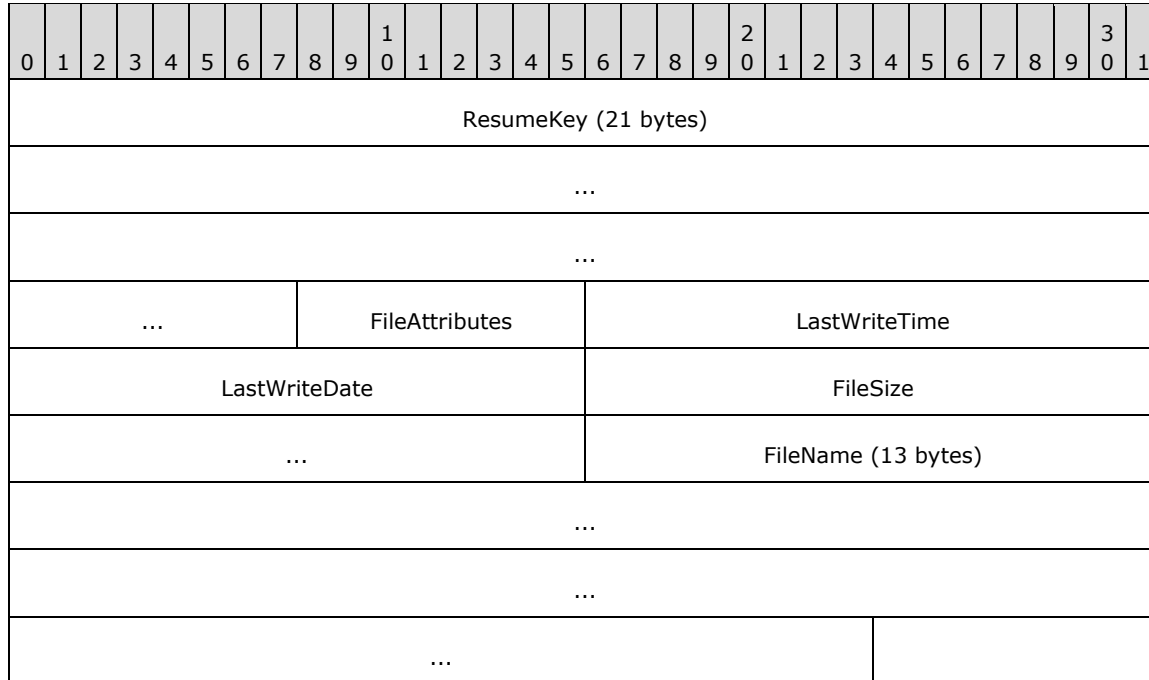 1 2 3
0 1 2 3 4 5 6 7 8 9 0 1 2 3 4 5 6 7 8 9 0 1 2 3 4 5 6 7 8 9 0 1
ResumeKey (21 bytes)
...
...
... FileAttributes LastWriteTime
LastWriteDate FileSize
... FileName (13 bytes)
...
...
...